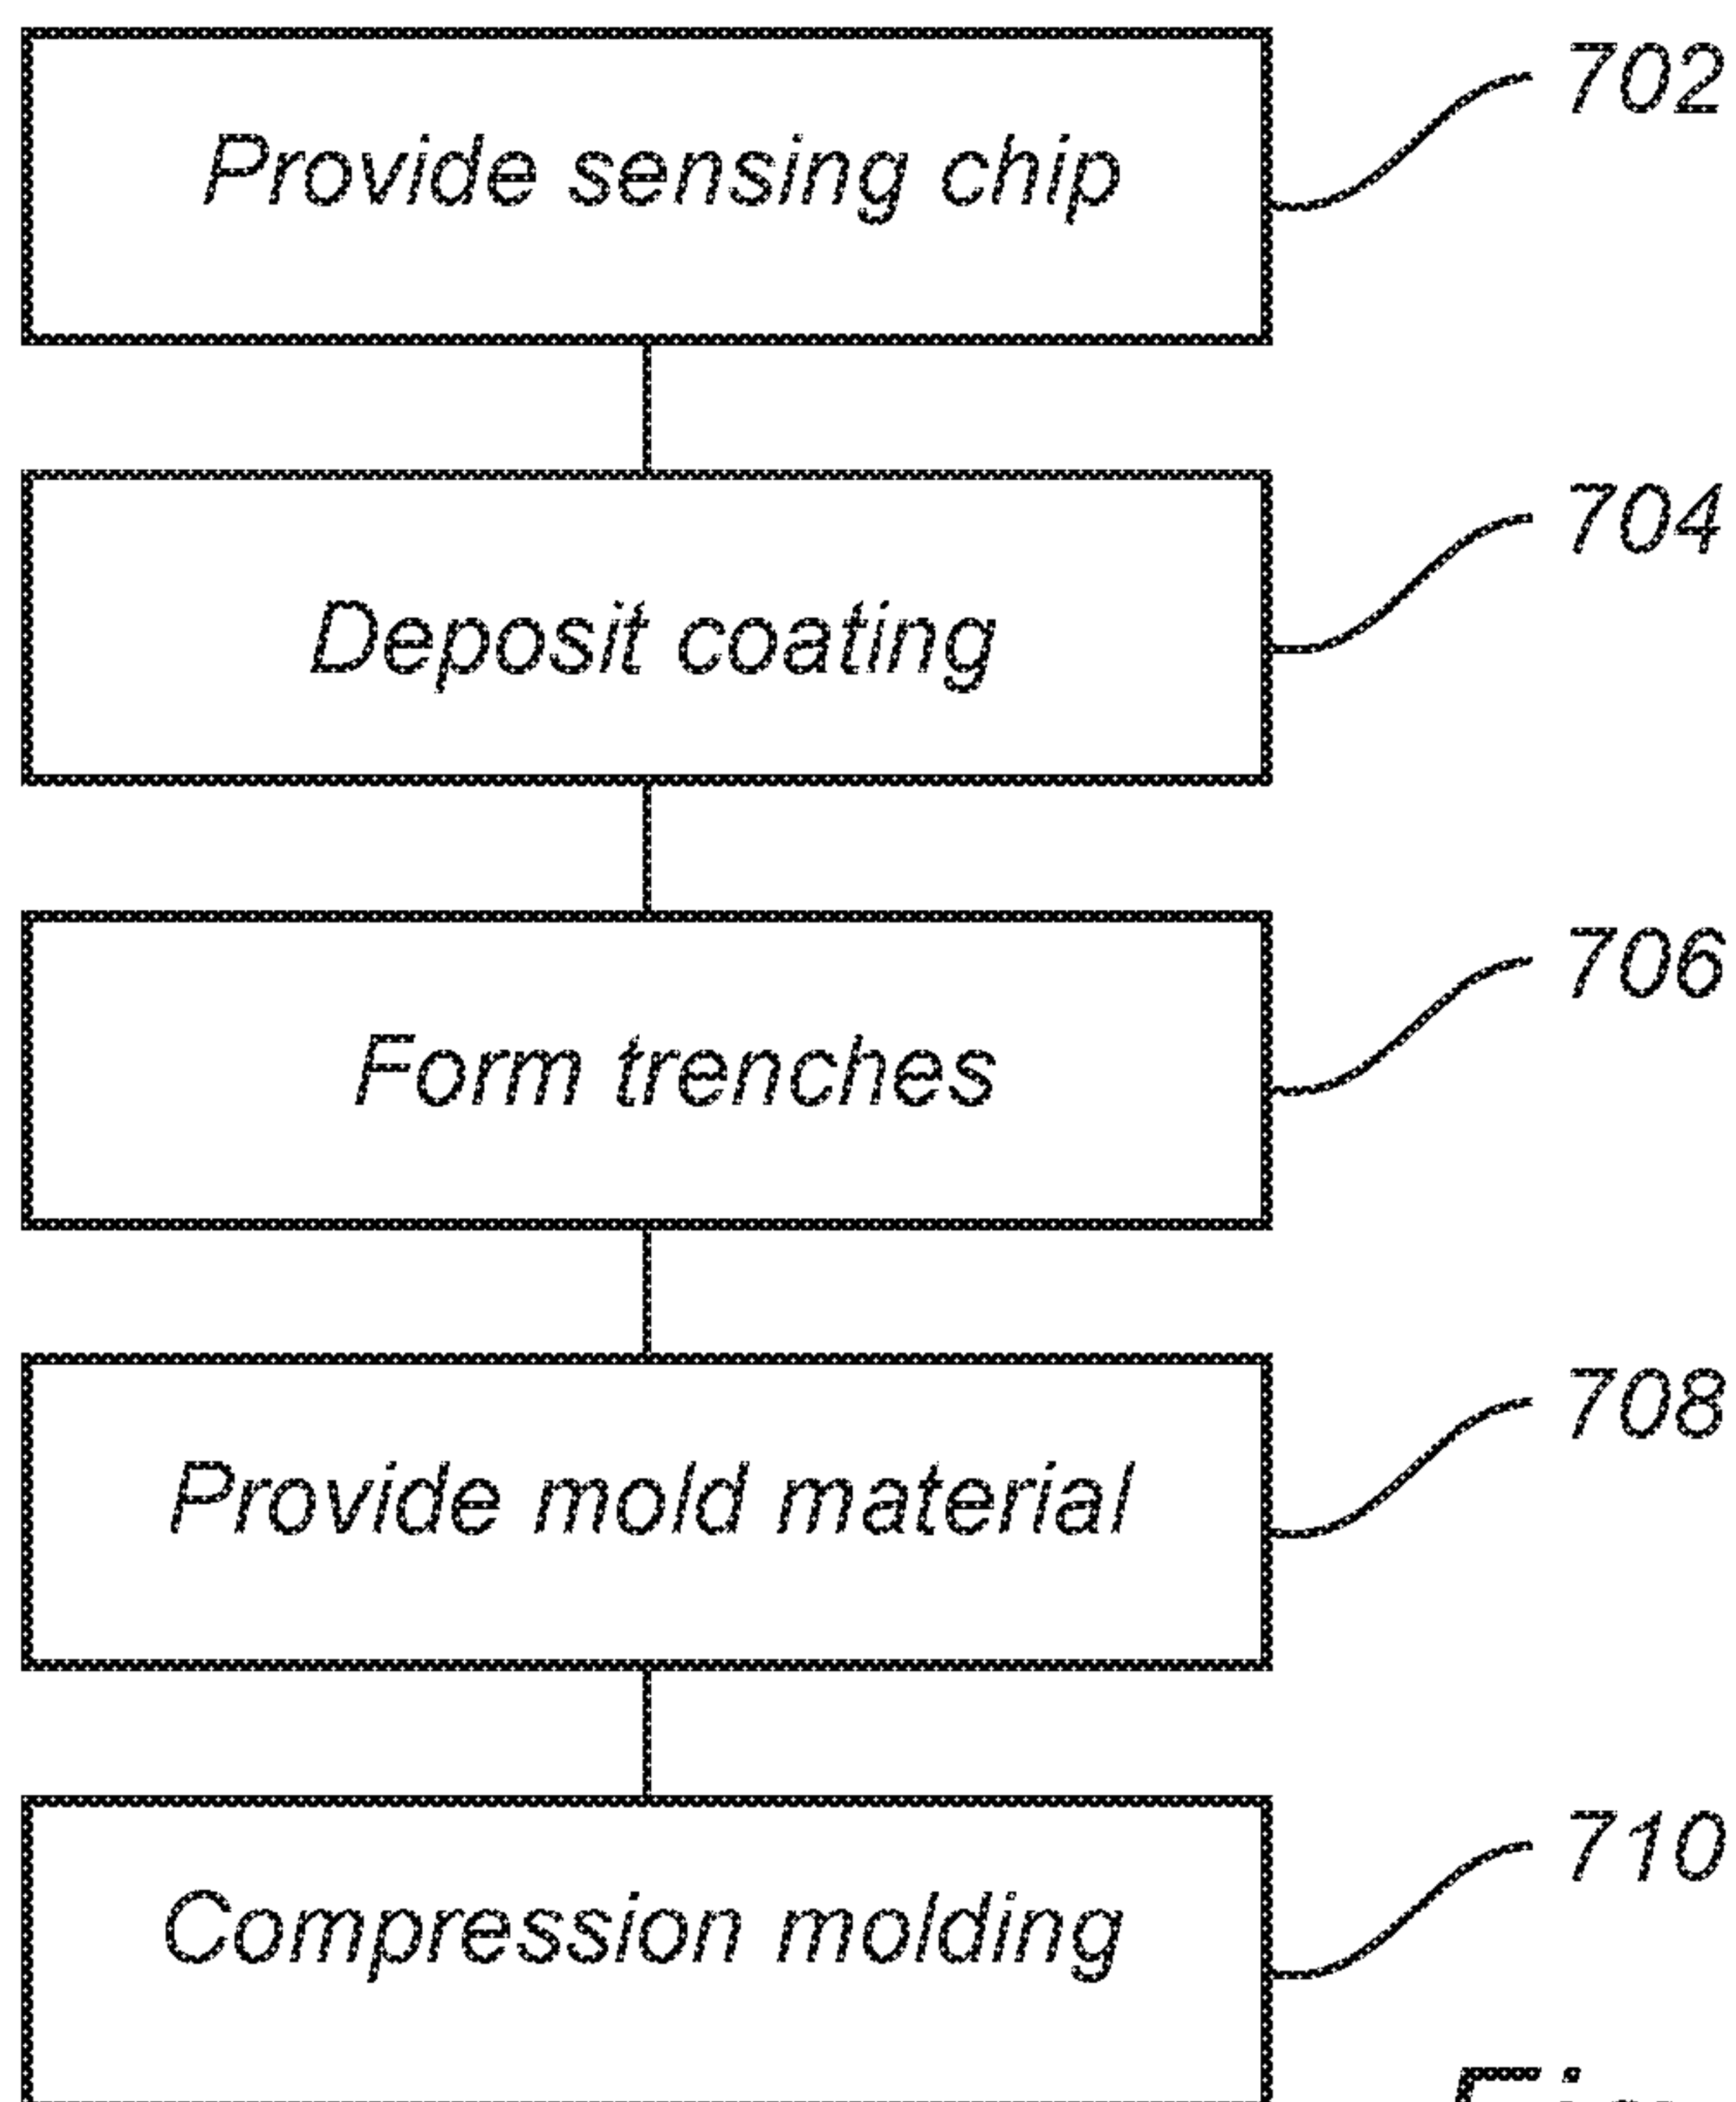 Provide sensing chip
702
Deposit coating
704
Form trenches
706
Provide mold material
708
Compression molding
710